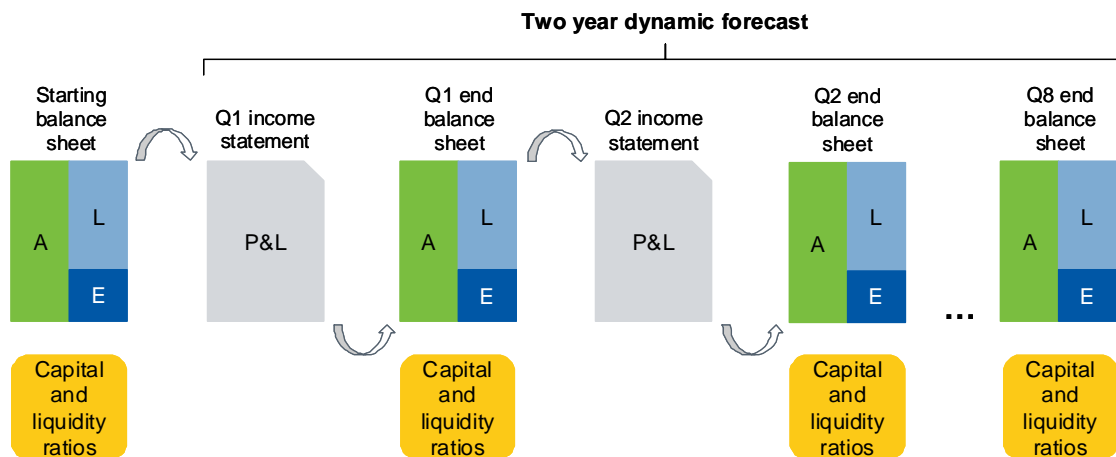 Two year dynamic forecast
Starting
balance
sheet
Q1 income
statement
Q1 end
balance
sheet
Q2 income
statement
Q2 end
balance
sheet
Q8 end
balance
sheet
A
L
E
P&L
A
L
E
P&L
A
L
E
...
A
L
E
Capital
and
liquidity
ratios
Capital
and
liquidity
ratios
Capital
and
liquidity
ratios
Capital
and
liquidity
ratios